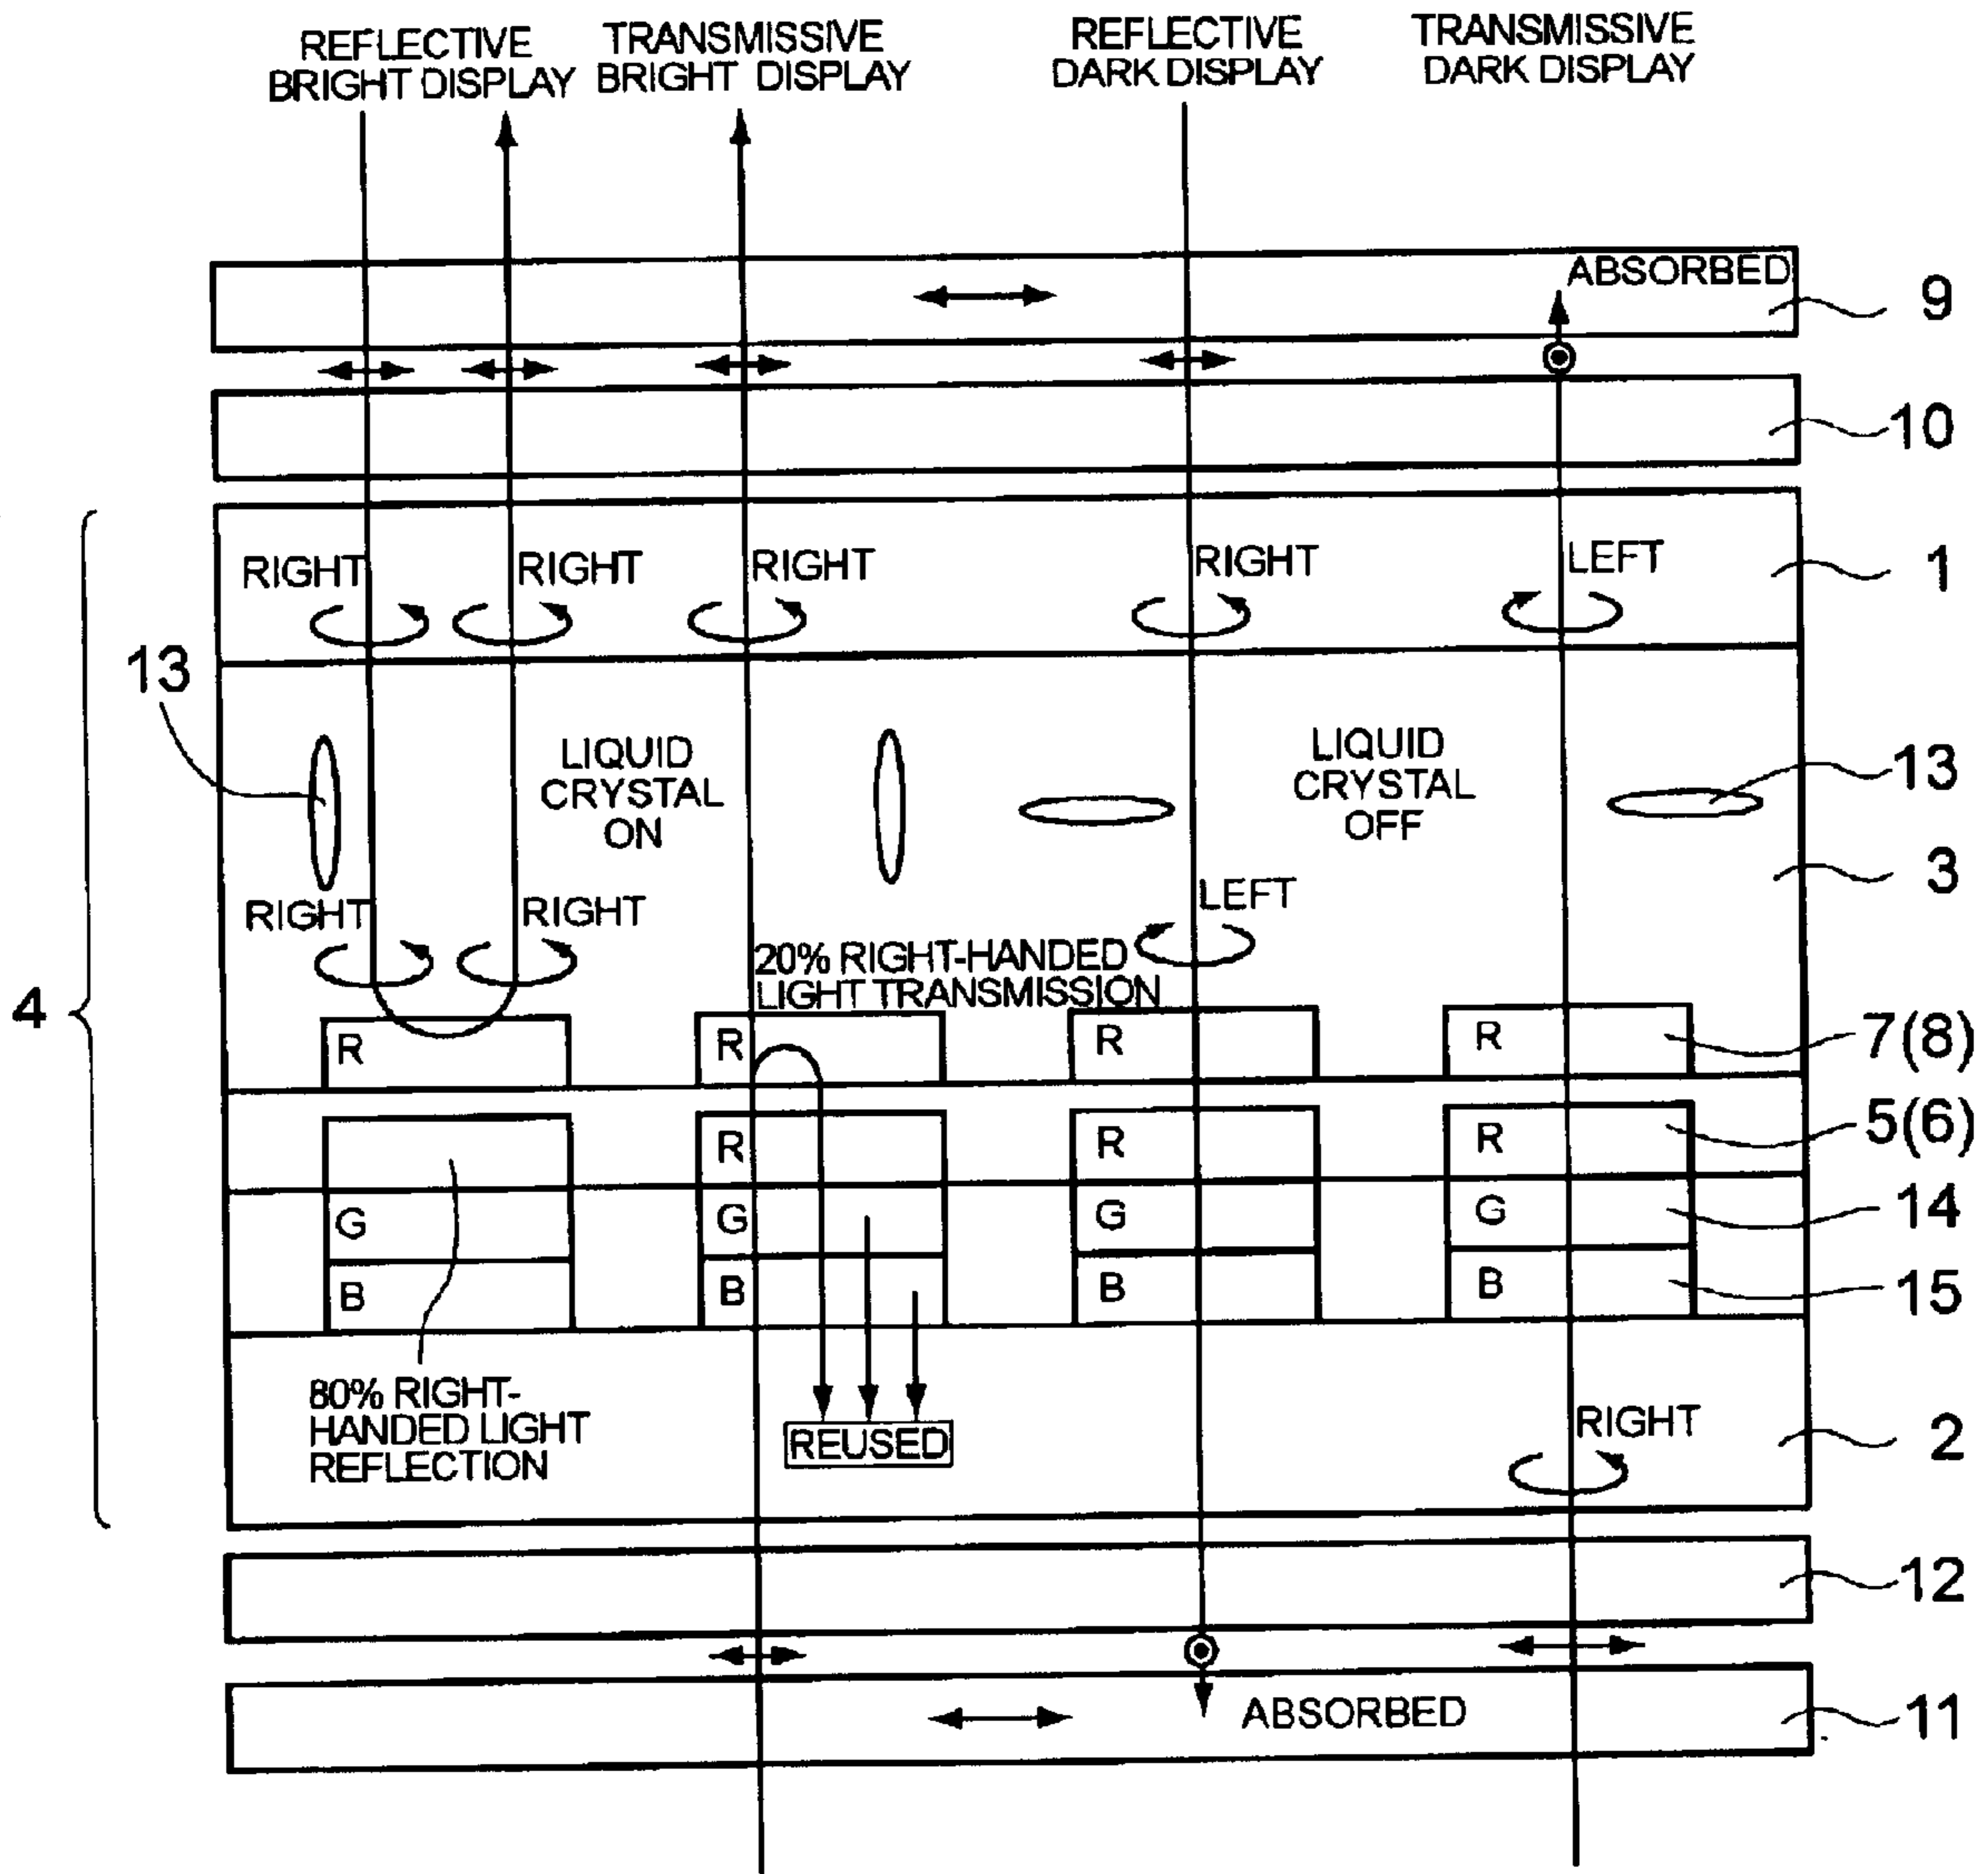 REFLECTIVE
BRIGHT DISPLAY
TRANSMISSIVE
BRIGHT DISPLAY
REFLECTIVE
DARK DISPLAY
TRANSMISSIVE
DARK DISPLAY
ABSORBED
9
10
RIGHT
RIGHT
RIGHT
RIGHT
LEFT
1
13
LIQUID
CRYSTAL
ON
LIQUID
CRYSTAL
OFF
13
3
RIGHT
RIGHT
LEFT
20% RIGHT-HANDED
LIGHT TRANSMISSION
4
R
R
R
R
7(8)
R
R
R
5(6)
G
G
G
G
14
B
B
B
B
15
80% RIGHT-
HANDED LIGHT
REFLECTION
REUSED
RIGHT
2
12
ABSORBED
11